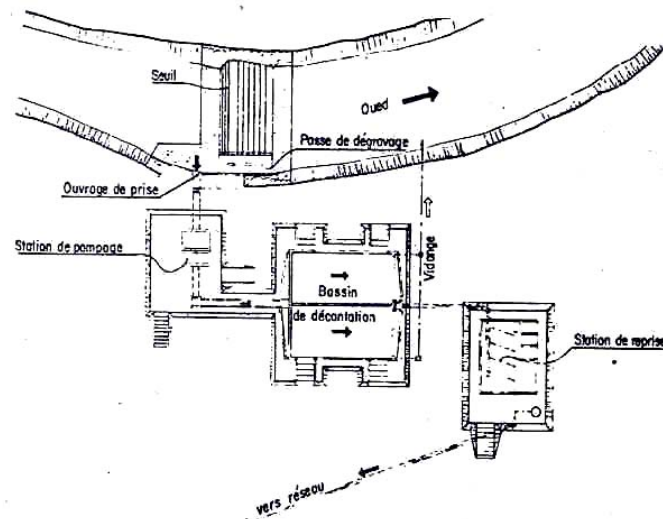 Seuil
Oued
Passe de dégravage
Ouvrage de prise
Station de pompage
Vidange
Bassin
de décantation
Station de reprise
vers réseau